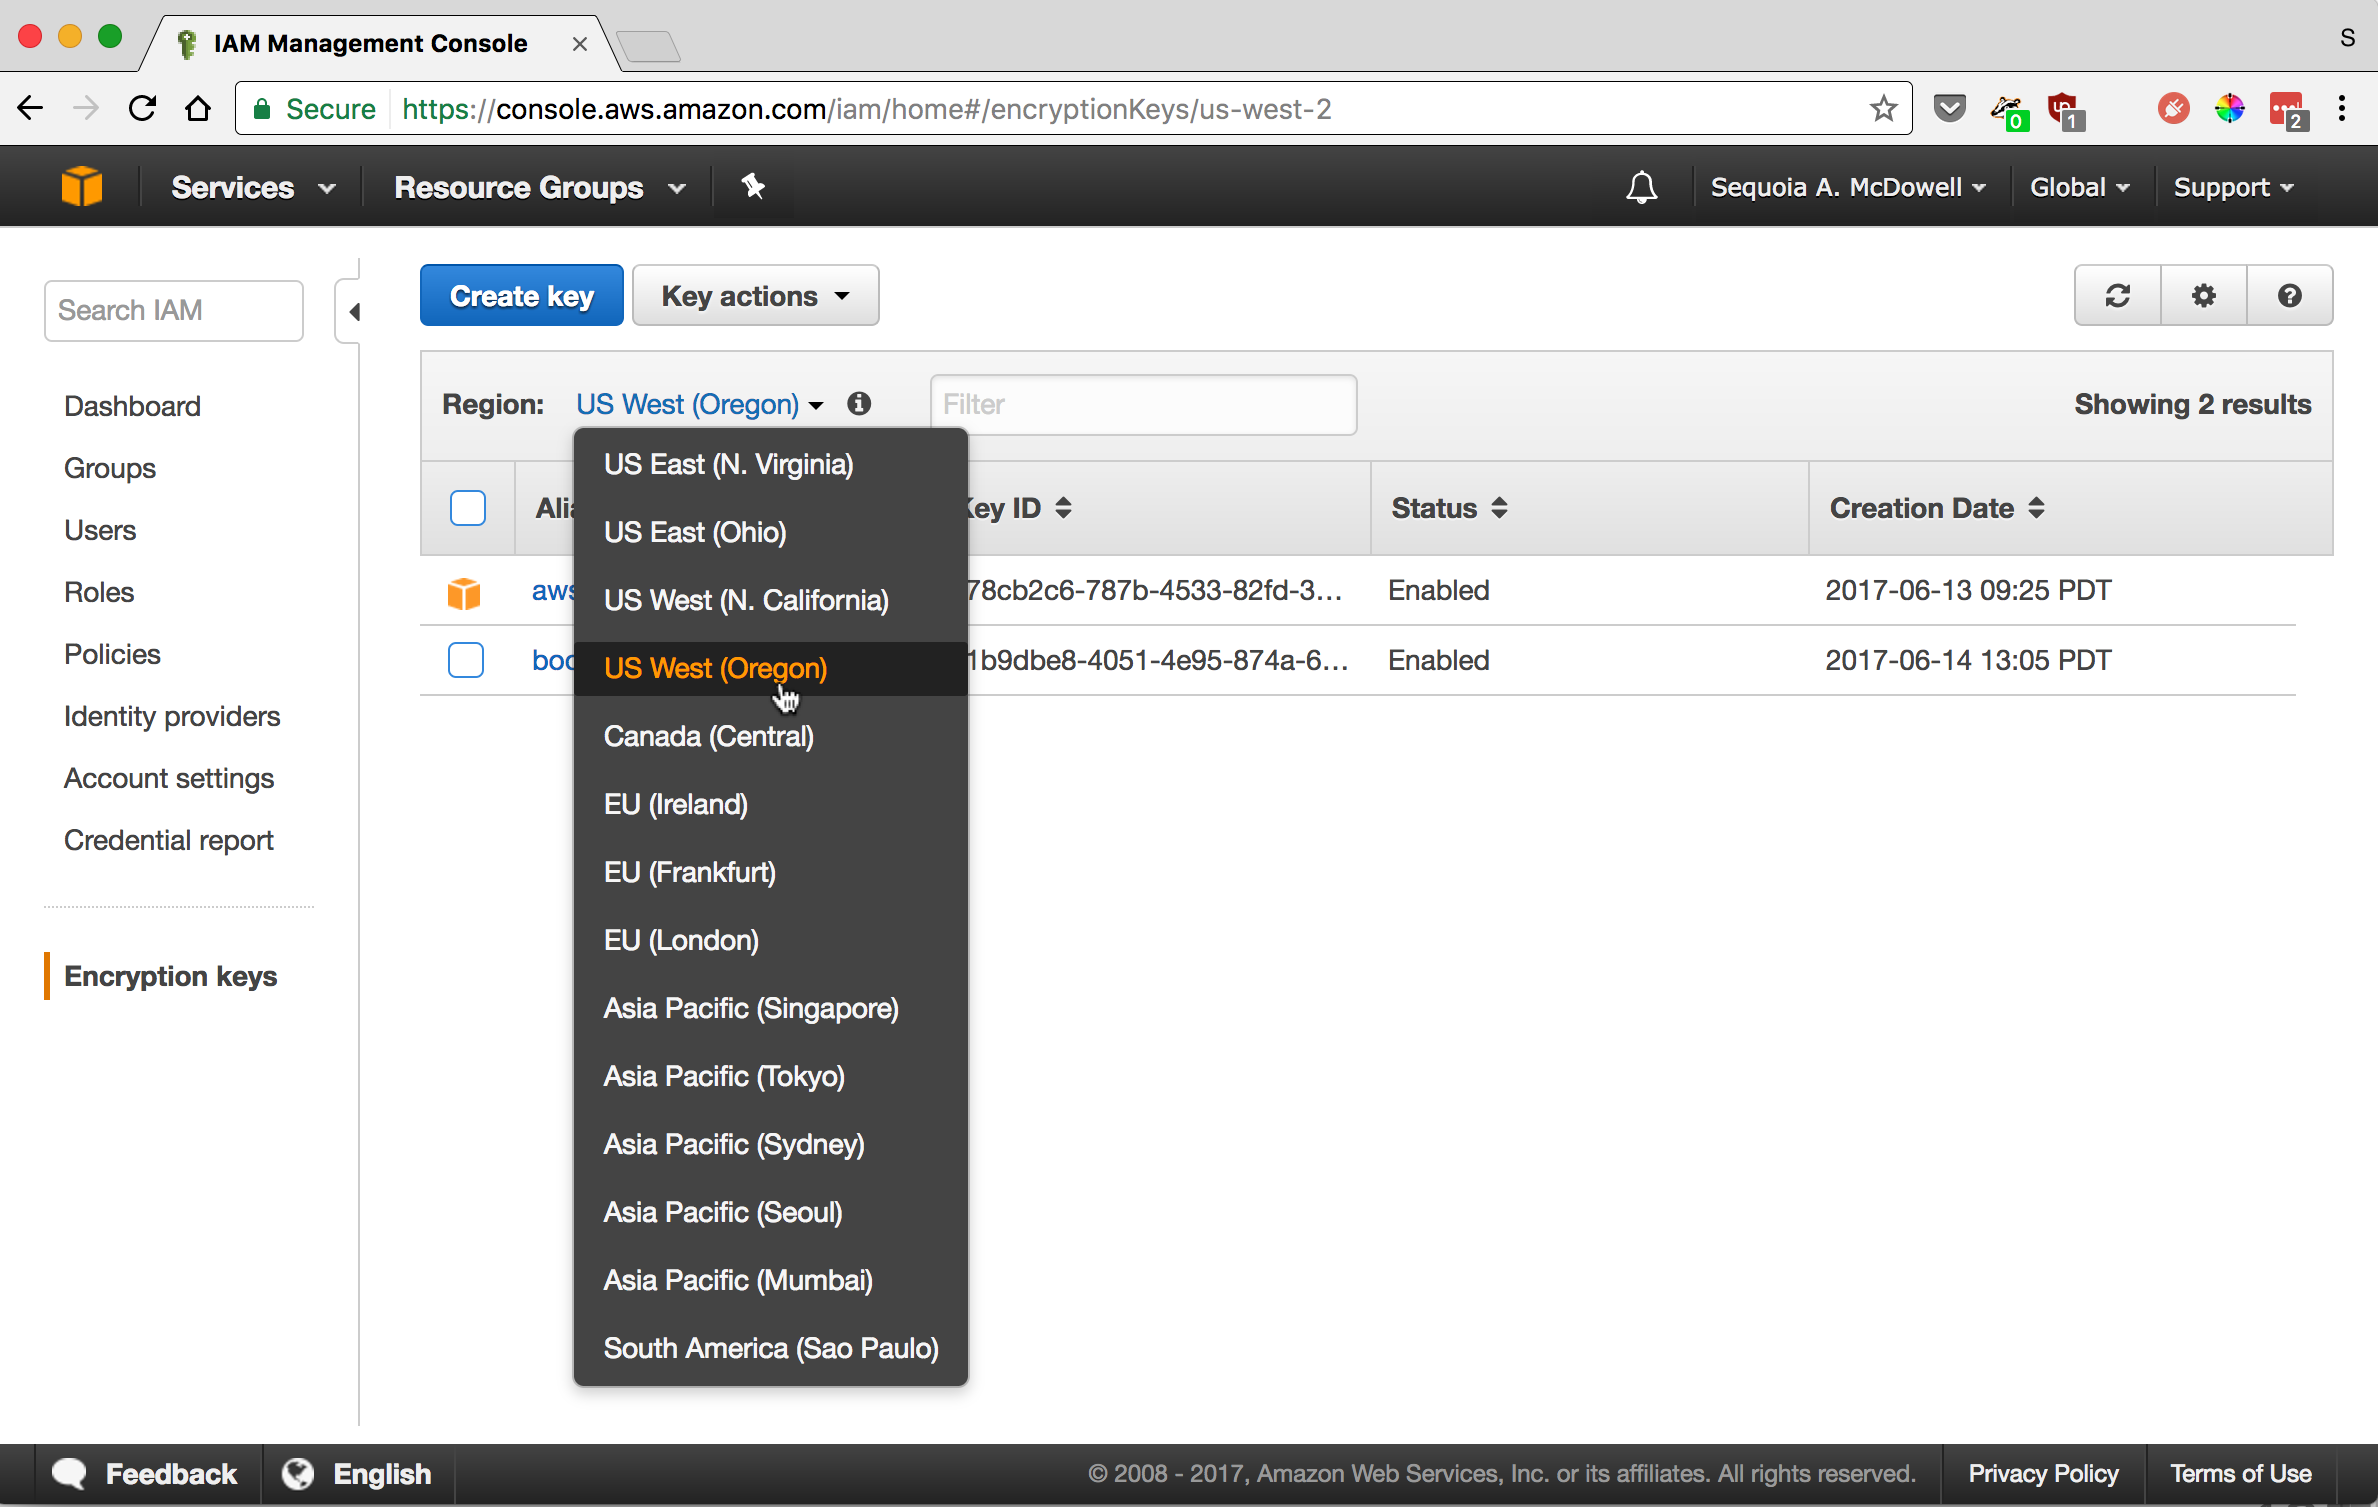 IAM Management Console
S
Secure https://console.aws.amazon.com/iam/home#/encryptionKeys/us-west-2
0 1 2
Services Resource Groups Sequoia A. McDowell Global Support
Search IAM
Create key Key actions
Dashboard
Groups
Users
Roles
Policies
Identity providers
Account settings
Credential report
Encryption keys
Region: US West (Oregon) Filter Showing 2 results
Key ID Status Creation Date
78cb2c6-787b-4533-82fd-3... Enabled 2017-06-13 09:25 PDT
1b9dbe8-4051-4e95-874a-6... Enabled 2017-06-14 13:05 PDT
US East (N. Virginia)
US East (Ohio)
US West (N. California)
US West (Oregon)
Canada (Central)
EU (Ireland)
EU (Frankfurt)
EU (London)
Asia Pacific (Singapore)
Asia Pacific (Tokyo)
Asia Pacific (Sydney)
Asia Pacific (Seoul)
Asia Pacific (Mumbai)
South America (Sao Paulo)
Feedback English © 2008 - 2017, Amazon Web Services, Inc. or its affiliates. All rights reserved. Privacy Policy Terms of Use